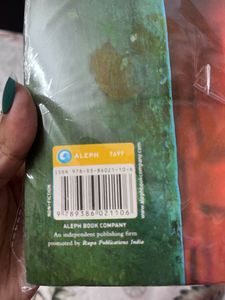 ALEPH ₹699
ISBN 978-93-86021-10-6
9 789386 021106
NON-FICTION
www.alephbookcompany.com
ALEPH BOOK COMPANY
An independent publishing firm
promoted by Rupa Publications India